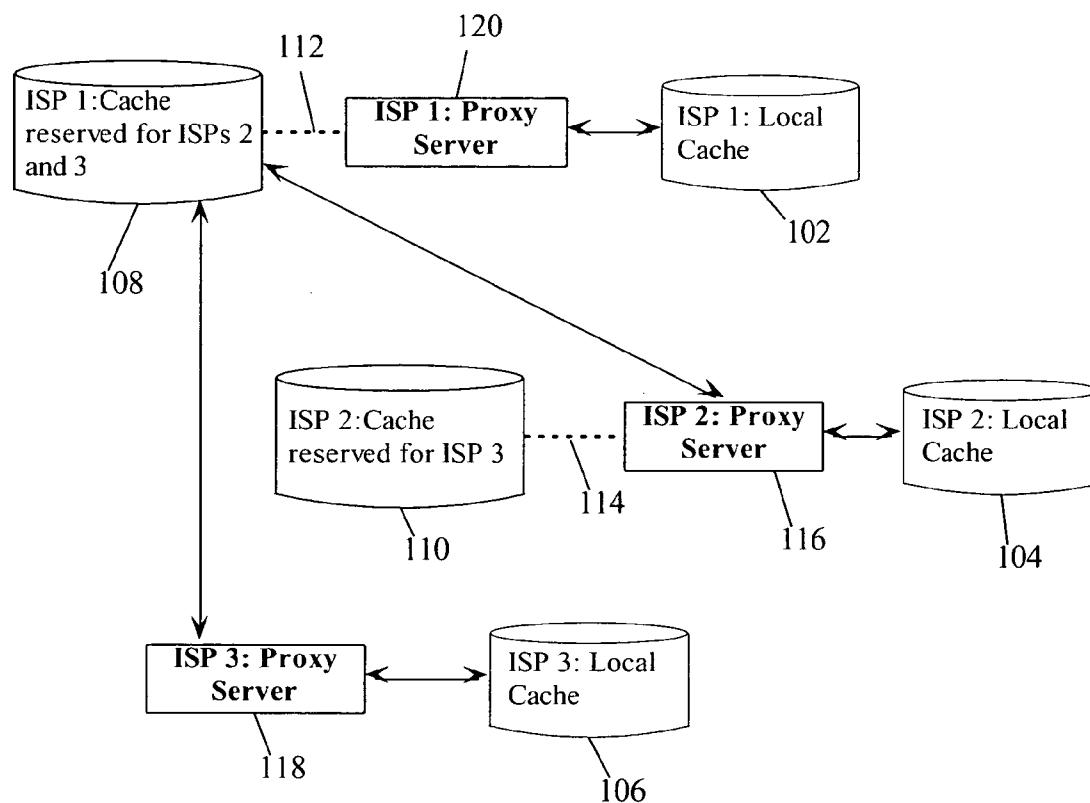 112
120
ISP 1:Cache
reserved for ISPs 2
and 3
ISP 1: Proxy
Server
ISP 1: Local
Cache
102
108
ISP 2:Cache
reserved for ISP 3
ISP 2: Proxy
Server
ISP 2: Local
Cache
114
110
116
104
ISP 3: Proxy
Server
ISP 3: Local
Cache
118
106